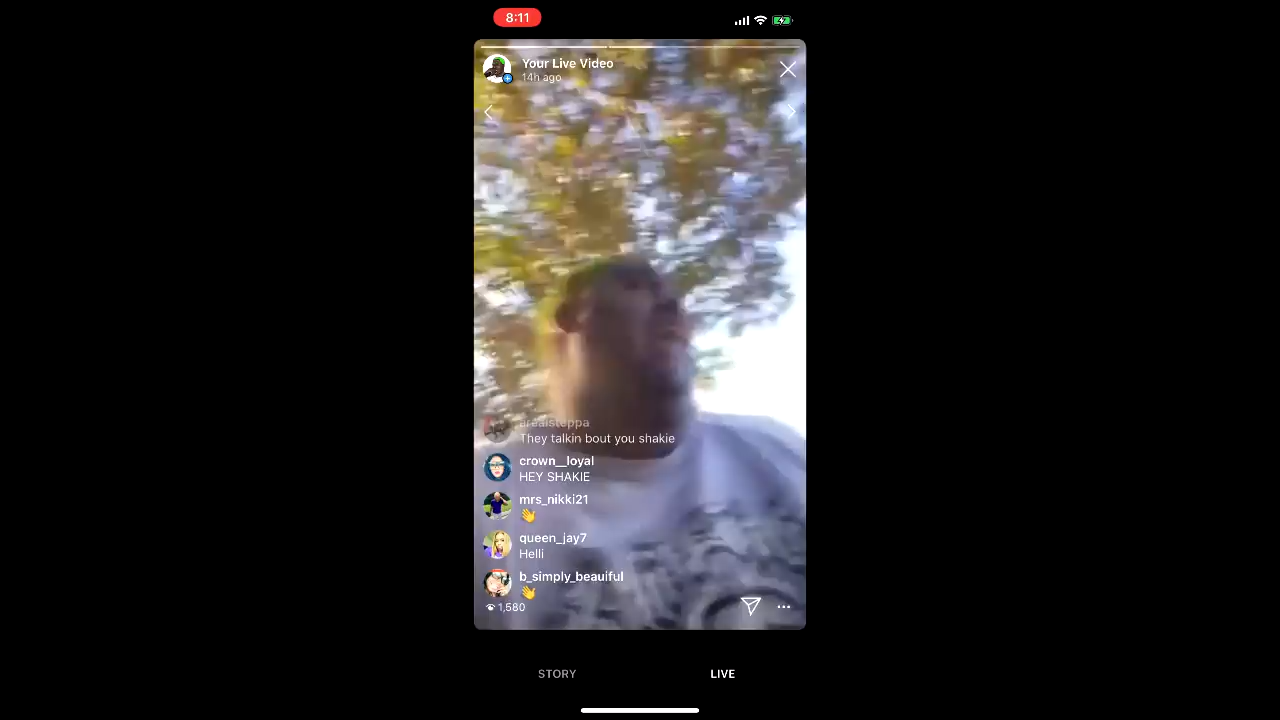 8:11
Your Live Video
14h ago
arealsteppa
They talkin bout you shakie
crown__loyal
HEY SHAKIE
mrs_nikki21
👋
queen_jay7
Helli
b_simply_beauiful
👋
1,580
STORY
LIVE